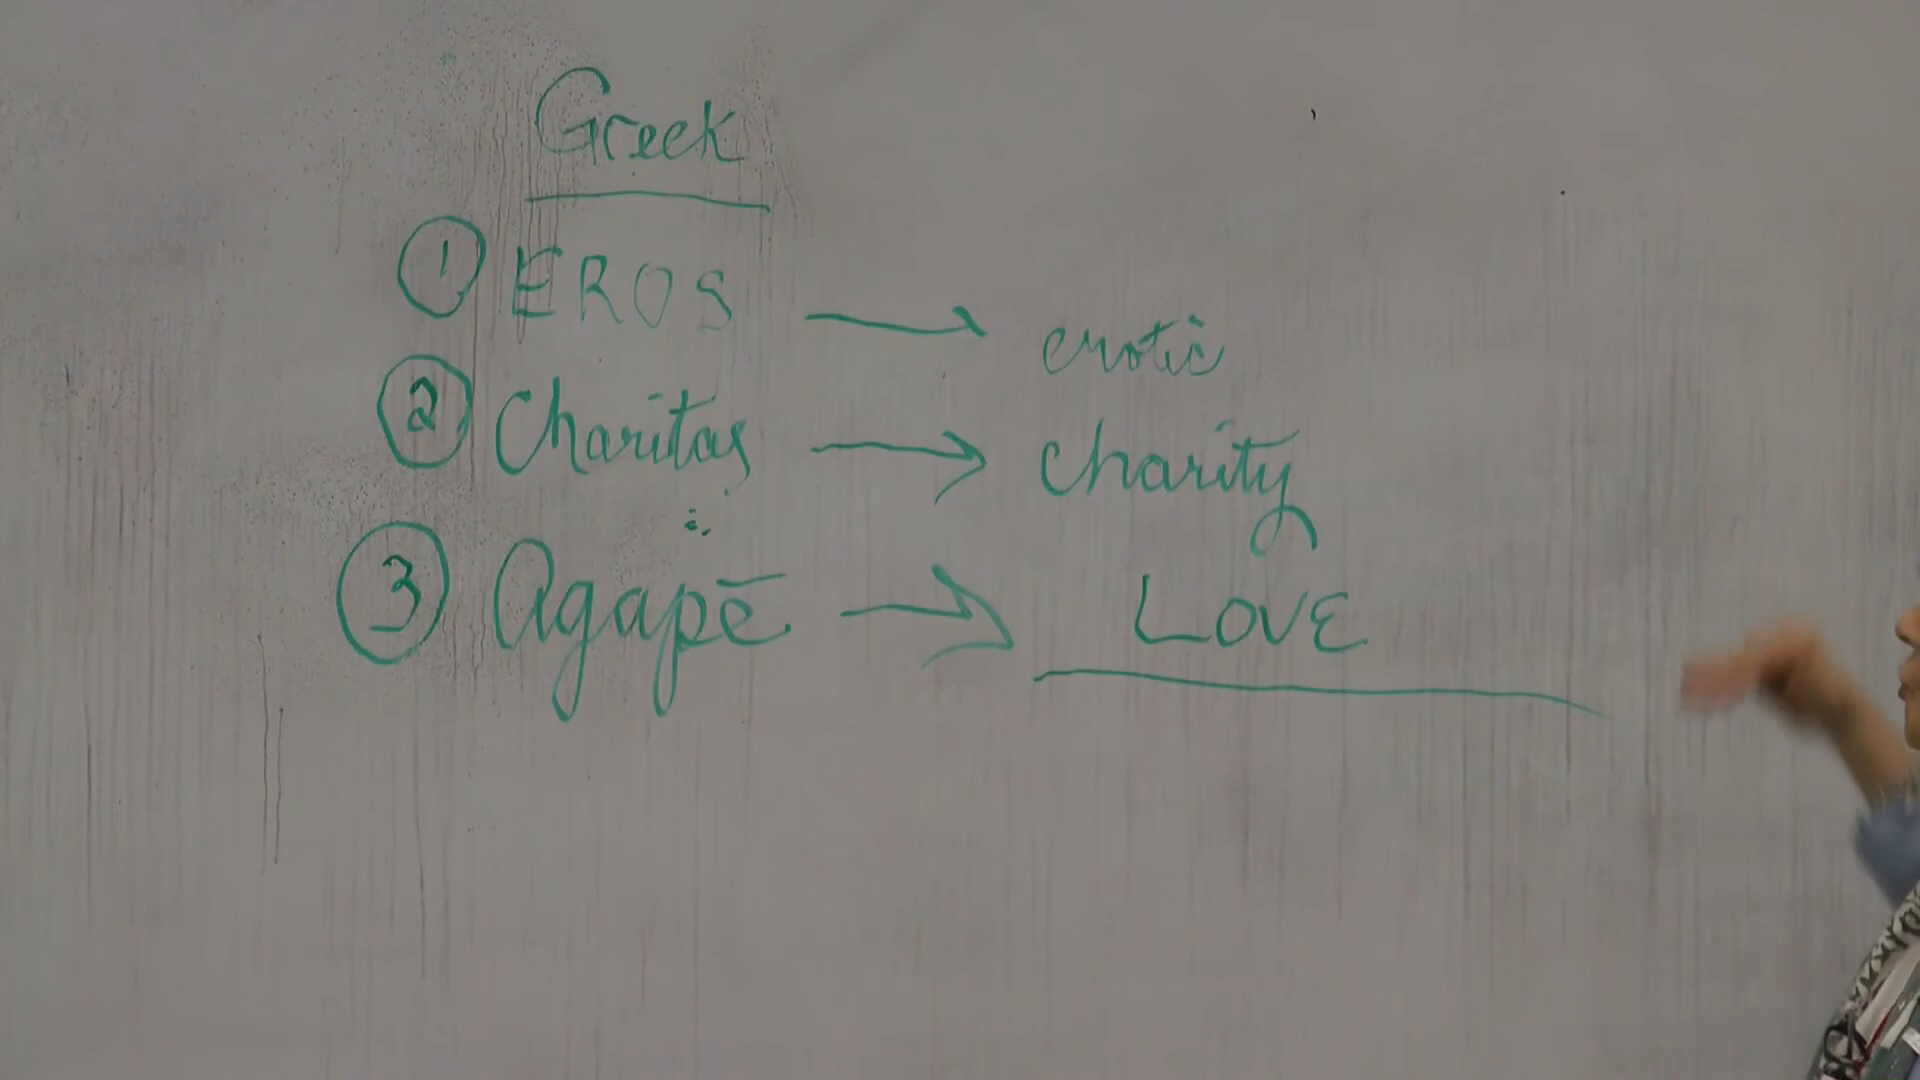 Greek
① EROS → erotic
② Charitas → charity
③ Agapē → LOVE